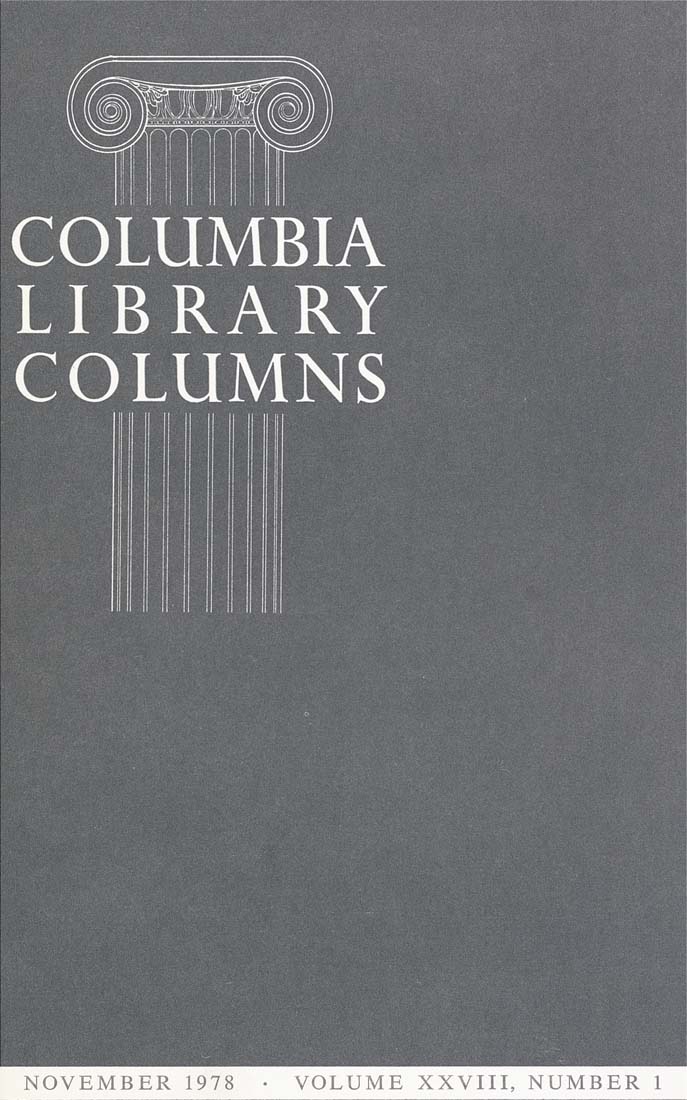 COLUMBIA
LIBRARY
COLUMNS
NOVEMBER 1978 · VOLUME XXVIII, NUMBER 1